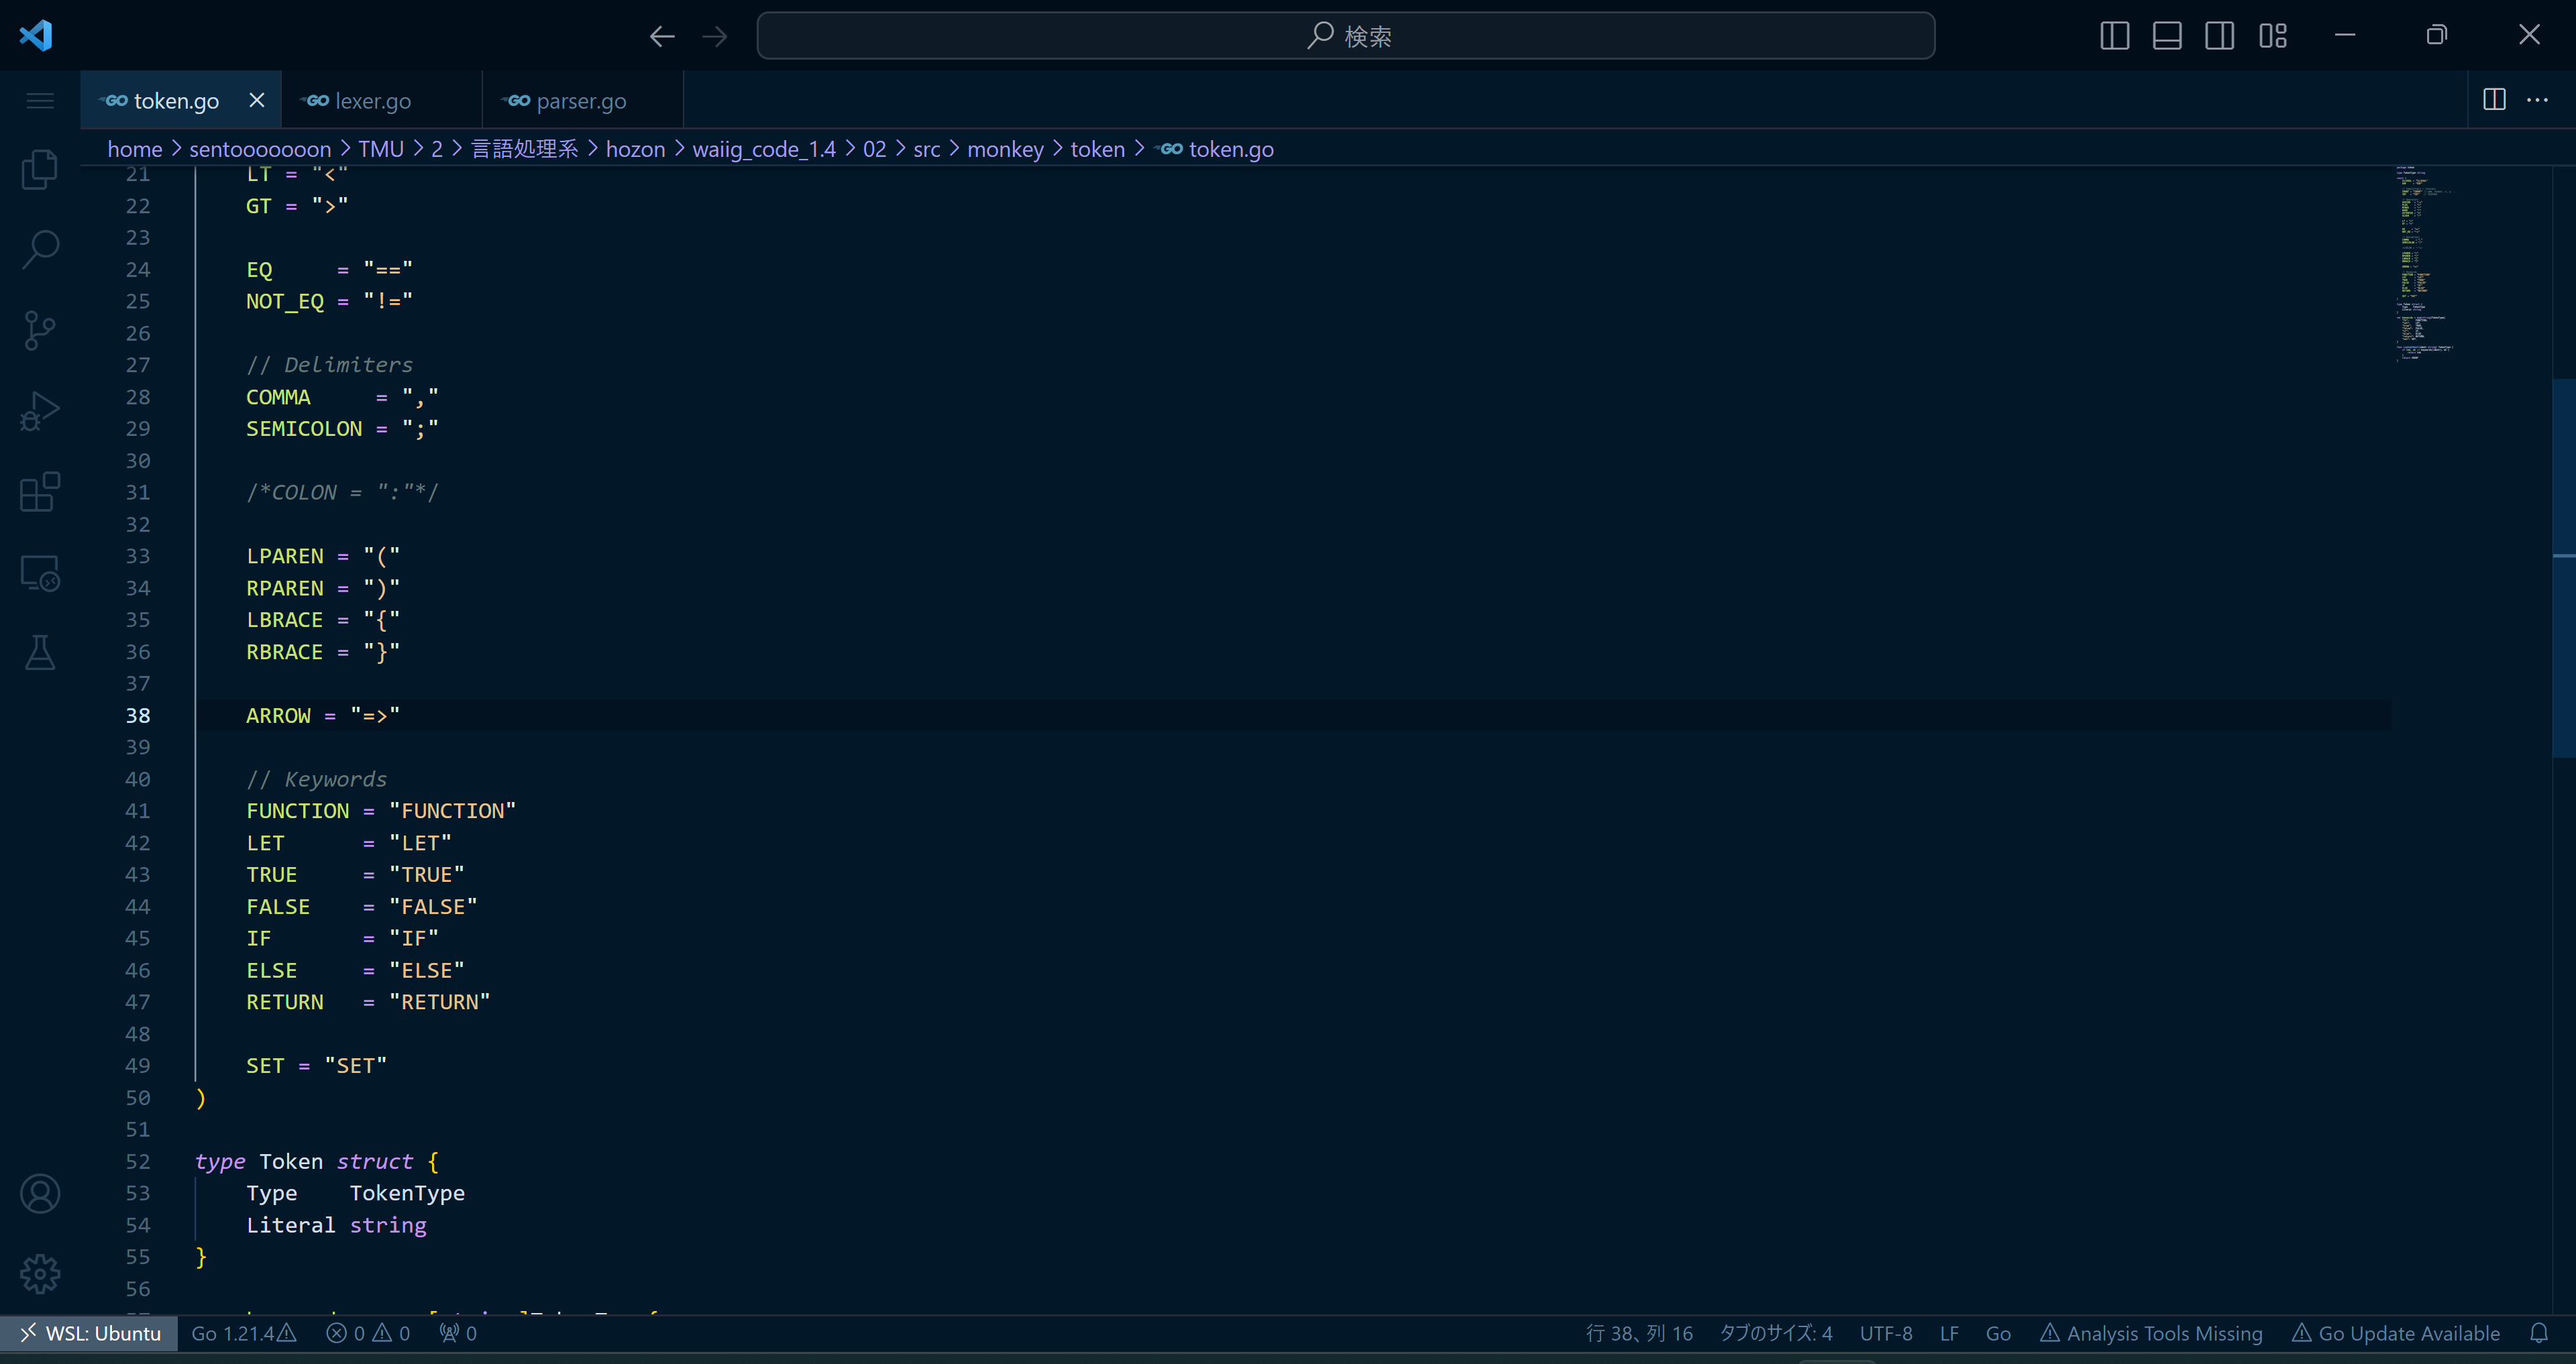 検索
token.go
lexer.go
parser.go
home > sentooooooon > TMU > 2 > 言語処理系 > hozon > waiig_code_1.4 > 02 > src > monkey > token > token.go
21 LT = "<"
22 GT = ">"
23
24 EQ     = "=="
25 NOT_EQ = "!="
26
27 // Delimiters
28 COMMA     = ","
29 SEMICOLON = ";"
30
31 /*COLON = ":"*/
32
33 LPAREN = "("
34 RPAREN = ")"
35 LBRACE = "{"
36 RBRACE = "}"
37
38 ARROW = "=>"
39
40 // Keywords
41 FUNCTION = "FUNCTION"
42 LET      = "LET"
43 TRUE     = "TRUE"
44 FALSE    = "FALSE"
45 IF       = "IF"
46 ELSE     = "ELSE"
47 RETURN   = "RETURN"
48
49 SET = "SET"
50 )
51
52 type Token struct {
53 Type    TokenType
54 Literal string
55 }
56
WSL: Ubuntu Go 1.21.4 0 0 0 行 38、列 16 タブのサイズ: 4 UTF-8 LF Go Analysis Tools Missing Go Update Available